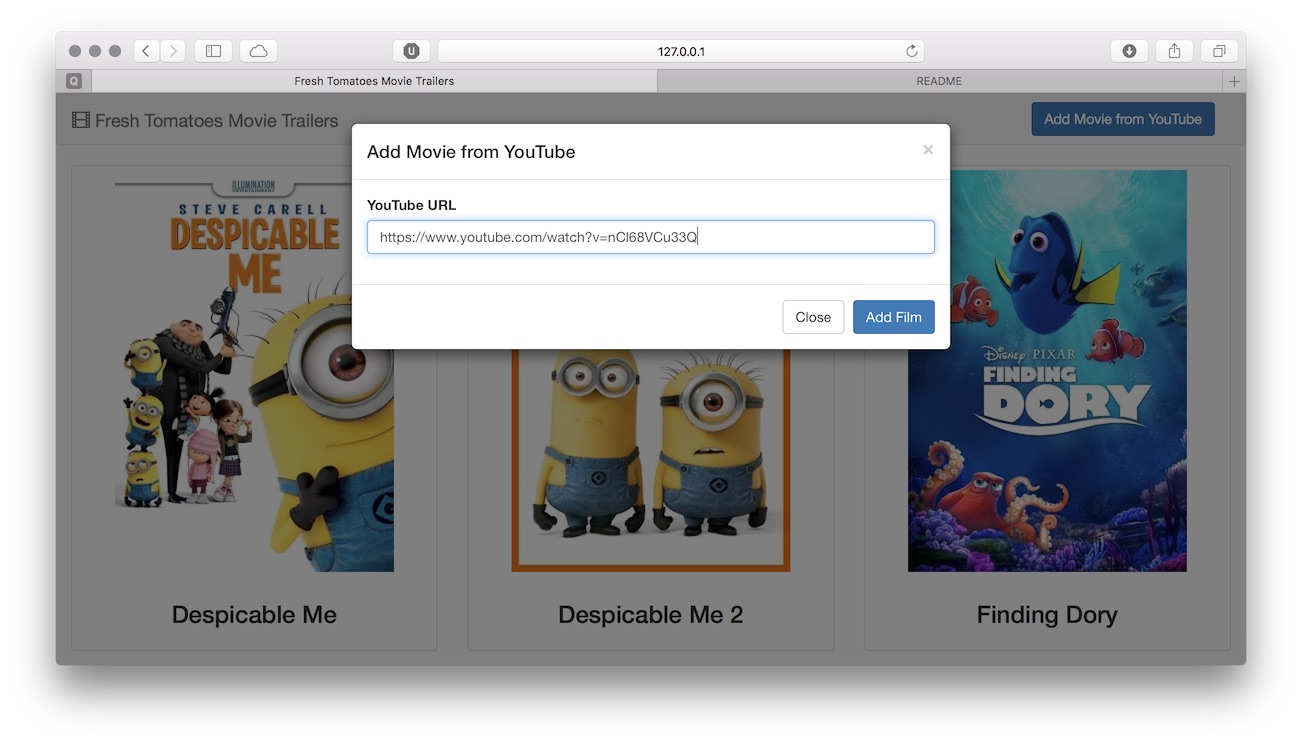 127.0.0.1
Fresh Tomatoes Movie Trailers
README
Fresh Tomatoes Movie Trailers
Add Movie from YouTube
Add Movie from YouTube
×
YouTube URL
https://www.youtube.com/watch?v=nCl68VCu33Q
Close
Add Film
ILLUMINATION
ENTERTAINMENT
STEVE CARELL
DESPICABLE
ME
DISNEY · PIXAR
FINDING
DORY
Despicable Me
Despicable Me 2
Finding Dory